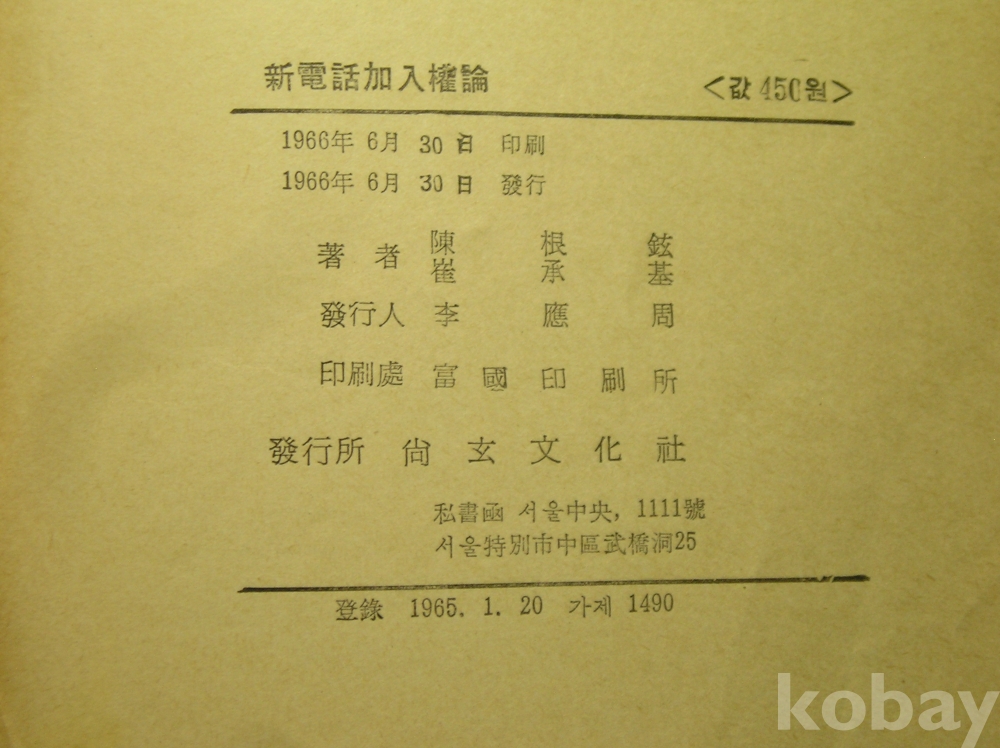 新電話加入權論 <값 450원>
1966年 6月 30日 印刷
1966年 6月 30日 發行
著者 陳根鉉
崔承基
發行人 李應周
印刷處 富國印刷所
發行所 尙玄文化社
私書函 서울中央, 1111號
서울特別市中區武橋洞25
登錄 1965. 1. 20 가제 1490
kobay